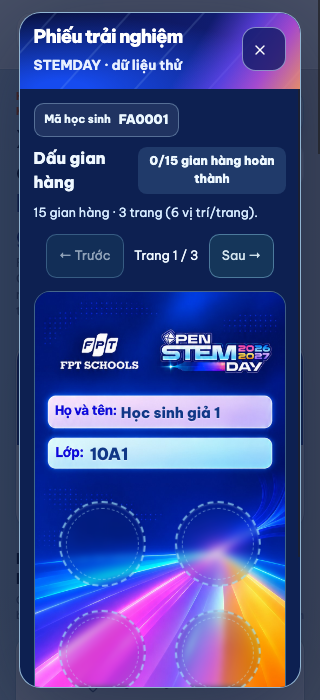 Phiếu trải nghiệm
STEMDAY · dữ liệu thử
×
Mã học sinh FA0001
Dấu gian
hàng
0/15 gian hàng hoàn
thành
15 gian hàng · 3 trang (6 vị trí/trang).
← Trước
Trang 1 / 3
Sau →
FPT
FPT SCHOOLS
OPEN
STEM 2026
2027
DAY
Họ và tên: Học sinh giả 1
Lớp: 10A1